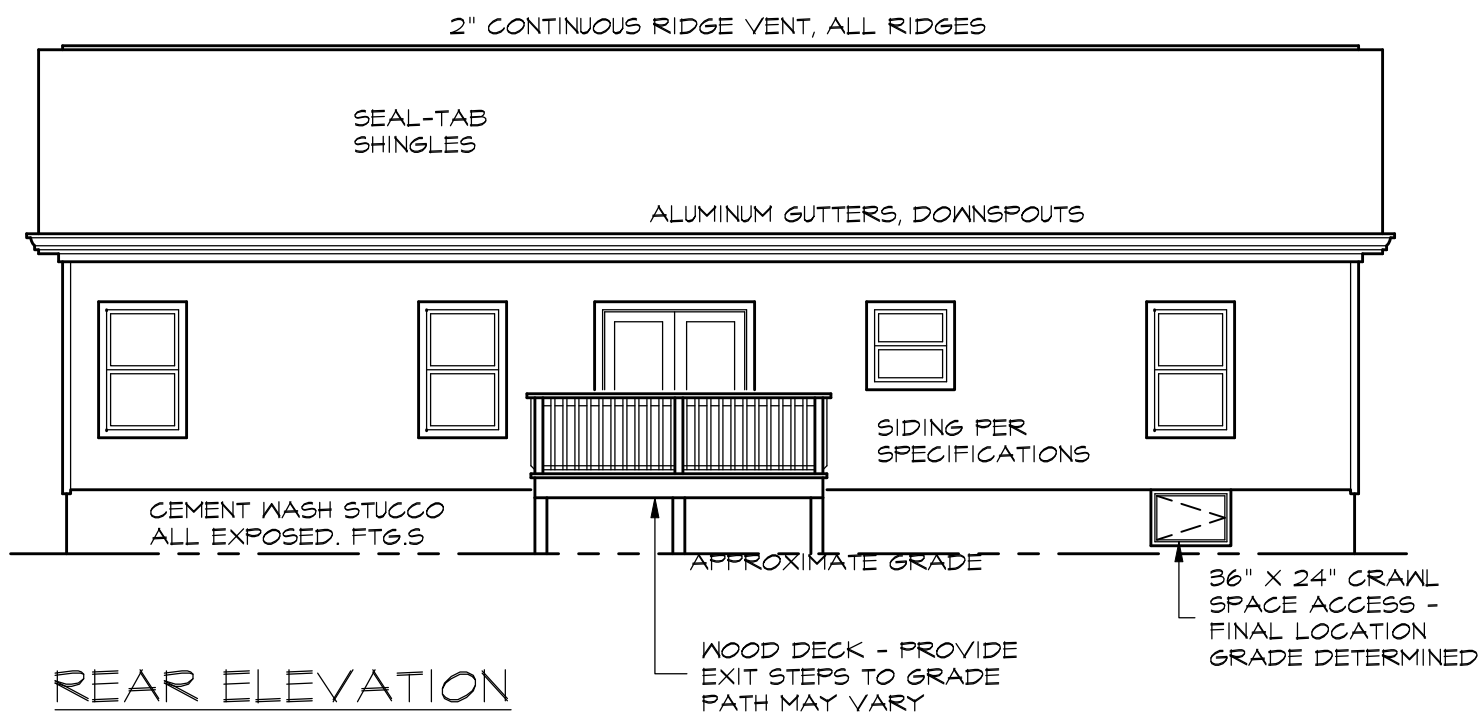 2" CONTINUOUS RIDGE VENT, ALL RIDGES
SEAL-TAB
SHINGLES
ALUMINUM GUTTERS, DOWNSPOUTS
SIDING PER
SPECIFICATIONS
CEMENT WASH STUCCO
ALL EXPOSED. FTG.S
APPROXIMATE GRADE
36" X 24" CRAWL
SPACE ACCESS -
FINAL LOCATION
GRADE DETERMINED
WOOD DECK - PROVIDE
EXIT STEPS TO GRADE
PATH MAY VARY
REAR ELEVATION